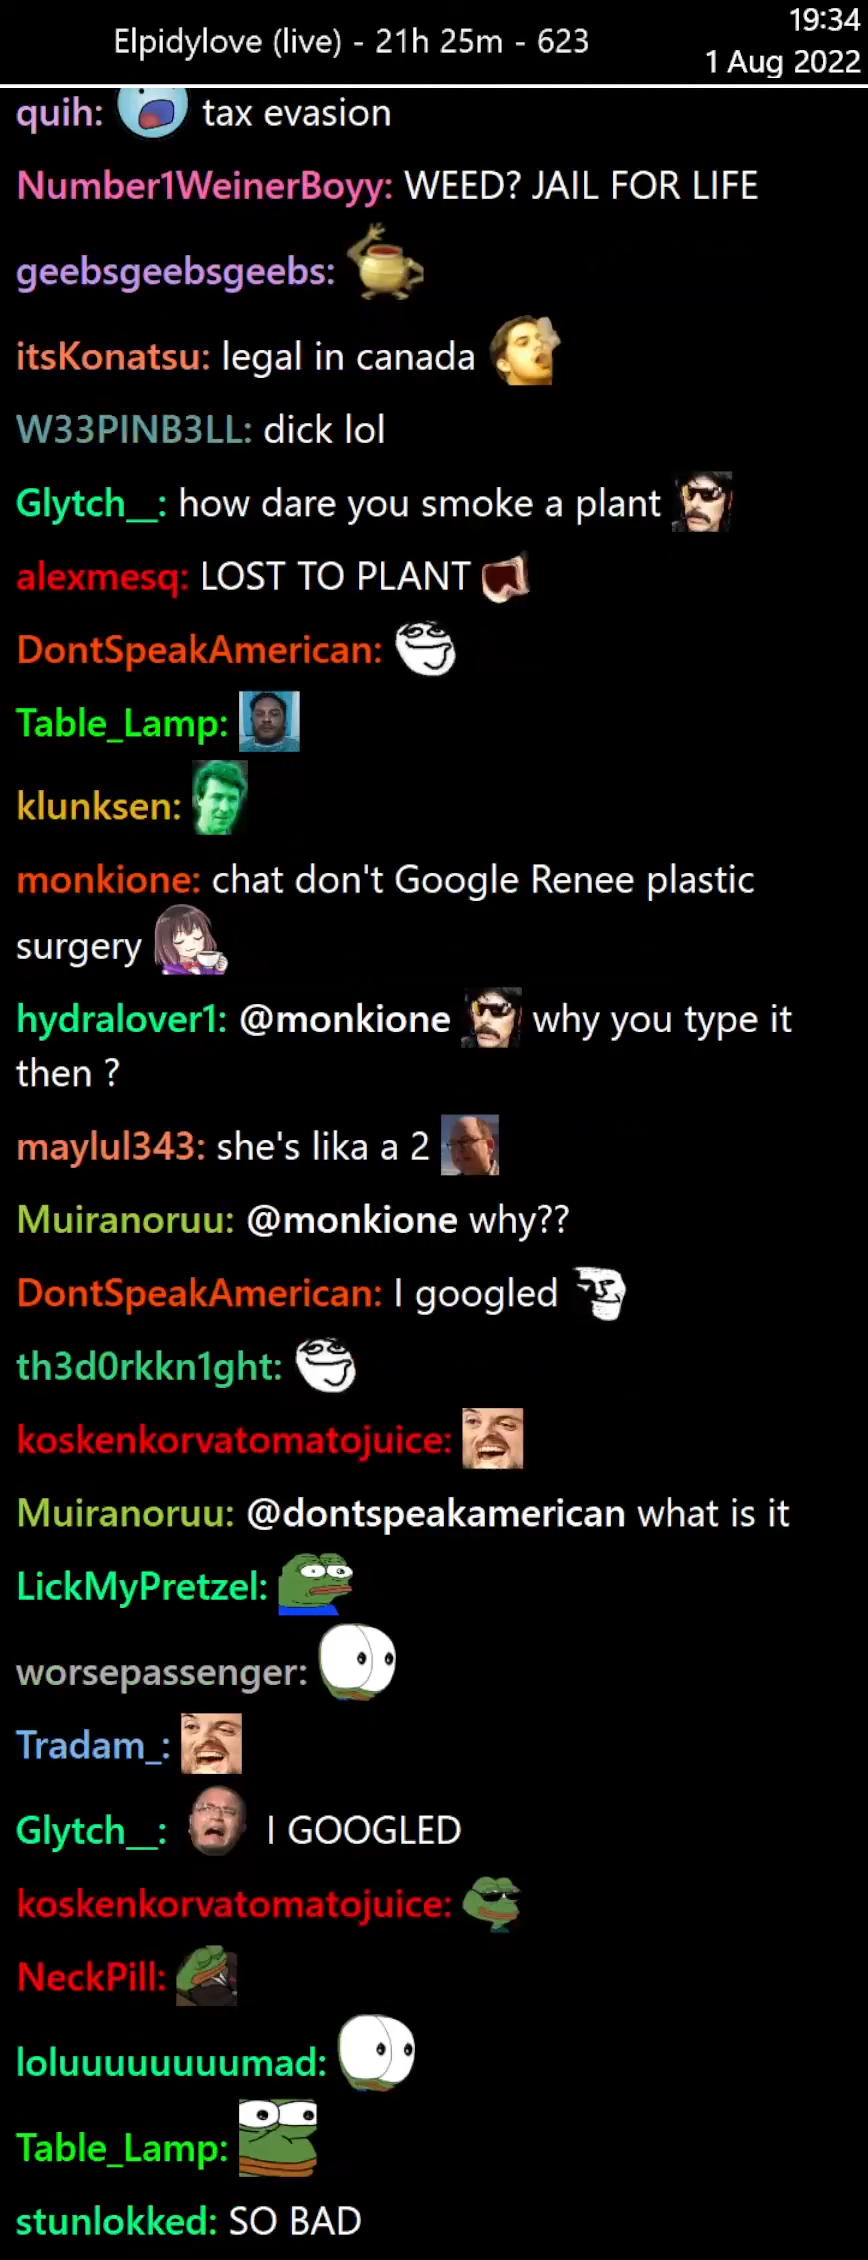 Elpidylove (live) - 21h 25m - 623
19:34
1 Aug 2022
quih: tax evasion
Number1WeinerBoyy: WEED? JAIL FOR LIFE
geebsgeebsgeebs:
itsKonatsu: legal in canada
W33PINB3LL: dick lol
Glytch__: how dare you smoke a plant
alexmesq: LOST TO PLANT
DontSpeakAmerican:
Table_Lamp:
klunksen:
monkione: chat don't Google Renee plastic
surgery
hydralover1: @monkione why you type it
then ?
maylul343: she's lika a 2
Muiranoruu: @monkione why??
DontSpeakAmerican: I googled
th3d0rkkn1ght:
koskenkorvatomatojuice:
Muiranoruu: @dontspeakamerican what is it
LickMyPretzel:
worsepassenger:
Tradam_:
Glytch__: I GOOGLED
koskenkorvatomatojuice:
NeckPill:
loluuuuuuuumad:
Table_Lamp:
stunlokked: SO BAD